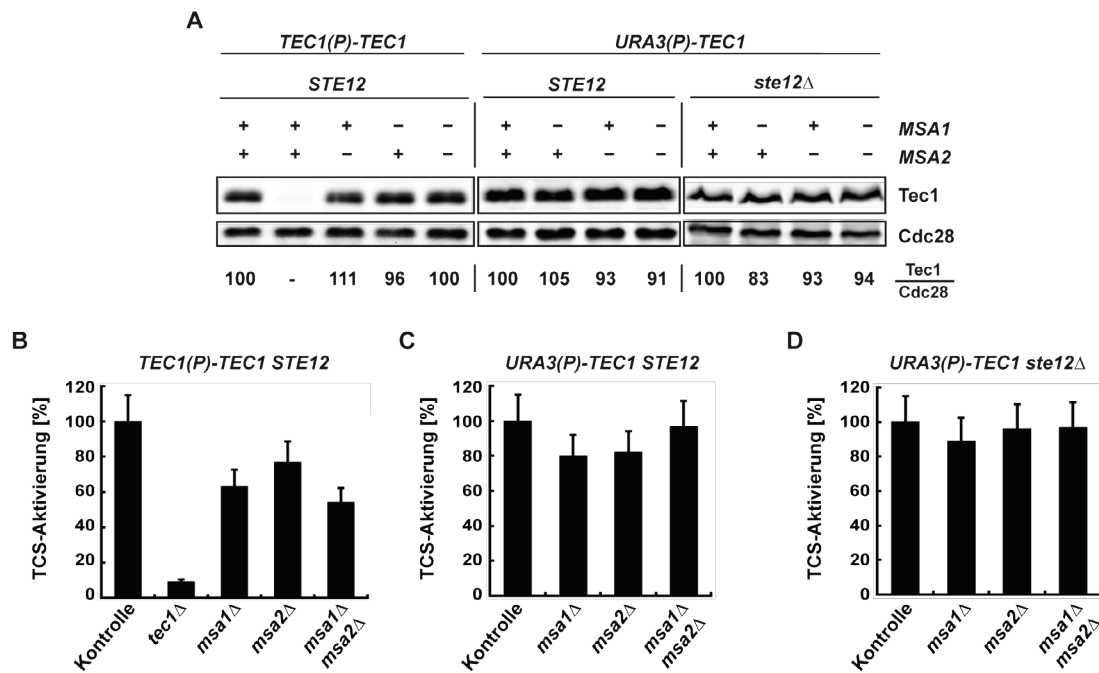 A
TEC1(P)-TEC1 URA3(P)-TEC1
STE12 STE12 ste12Δ
+ + + − − + − + − + − + − MSA1
+ + − + − + + − − + + − − MSA2
Tec1
Cdc28
100 - 111 96 100 100 105 93 91 100 83 93 94 Tec1
Cdc28
B
TEC1(P)-TEC1 STE12
TCS-Aktivierung [%]
120
100
80
60
40
20
0
Kontrolle
tec1Δ
msa1Δ
msa2Δ
msa1Δ
msa2Δ
C
URA3(P)-TEC1 STE12
TCS-Aktivierung [%]
120
100
80
60
40
20
0
Kontrolle
msa1Δ
msa2Δ
msa1Δ
msa2Δ
D
URA3(P)-TEC1 ste12Δ
TCS-Aktivierung [%]
120
100
80
60
40
20
0
Kontrolle
msa1Δ
msa2Δ
msa1Δ
msa2Δ